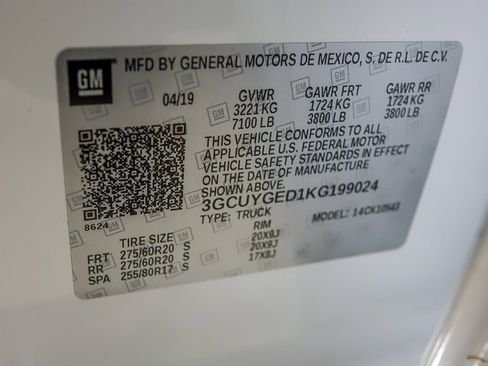 GM
MFD BY GENERAL MOTORS DE MEXICO, S. DE R.L. DE C.V.
04/19 GVWR GAWR FRT GAWR RR
3221 KG 1724 KG 1724 KG
7100 LB 3800 LB 3800 LB
THIS VEHICLE CONFORMS TO ALL
APPLICABLE U.S. FEDERAL MOTOR
VEHICLE SAFETY STANDARDS IN EFFECT
ON THE DATE OF MANUFACTURE
SHOWN ABOVE.
3GCUYGED1KG199024
8624 TYPE: TRUCK MODEL: 14CK10543
TIRE SIZE RIM
FRT 275/60R20 S 20X9J
RR 275/60R20 S 20X9J
SPA 255/80R17 S 17X8J